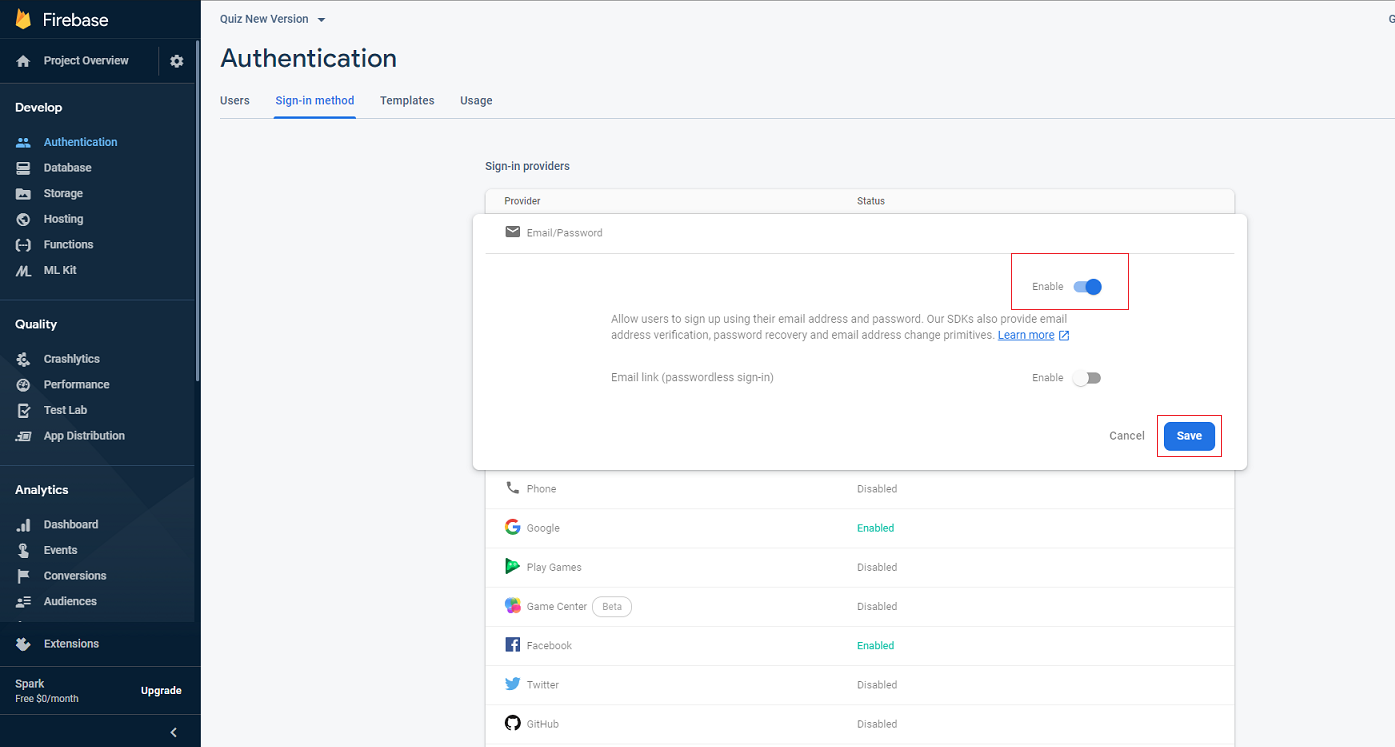 Firebase
Project Overview
Develop
Authentication
Database
Storage
Hosting
Functions
ML Kit
Quality
Crashlytics
Performance
Test Lab
App Distribution
Analytics
Dashboard
Events
Conversions
Audiences
Extensions
Spark
Free $0/month
Upgrade
Quiz New Version
G
Authentication
Users Sign-in method Templates Usage
Sign-in providers
Provider Status
Email/Password
Enable
Allow users to sign up using their email address and password. Our SDKs also provide email
address verification, password recovery and email address change primitives. Learn more
Email link (passwordless sign-in) Enable
Cancel Save
Phone Disabled
Google Enabled
Play Games Disabled
Game Center Beta Disabled
Facebook Enabled
Twitter Disabled
GitHub Disabled